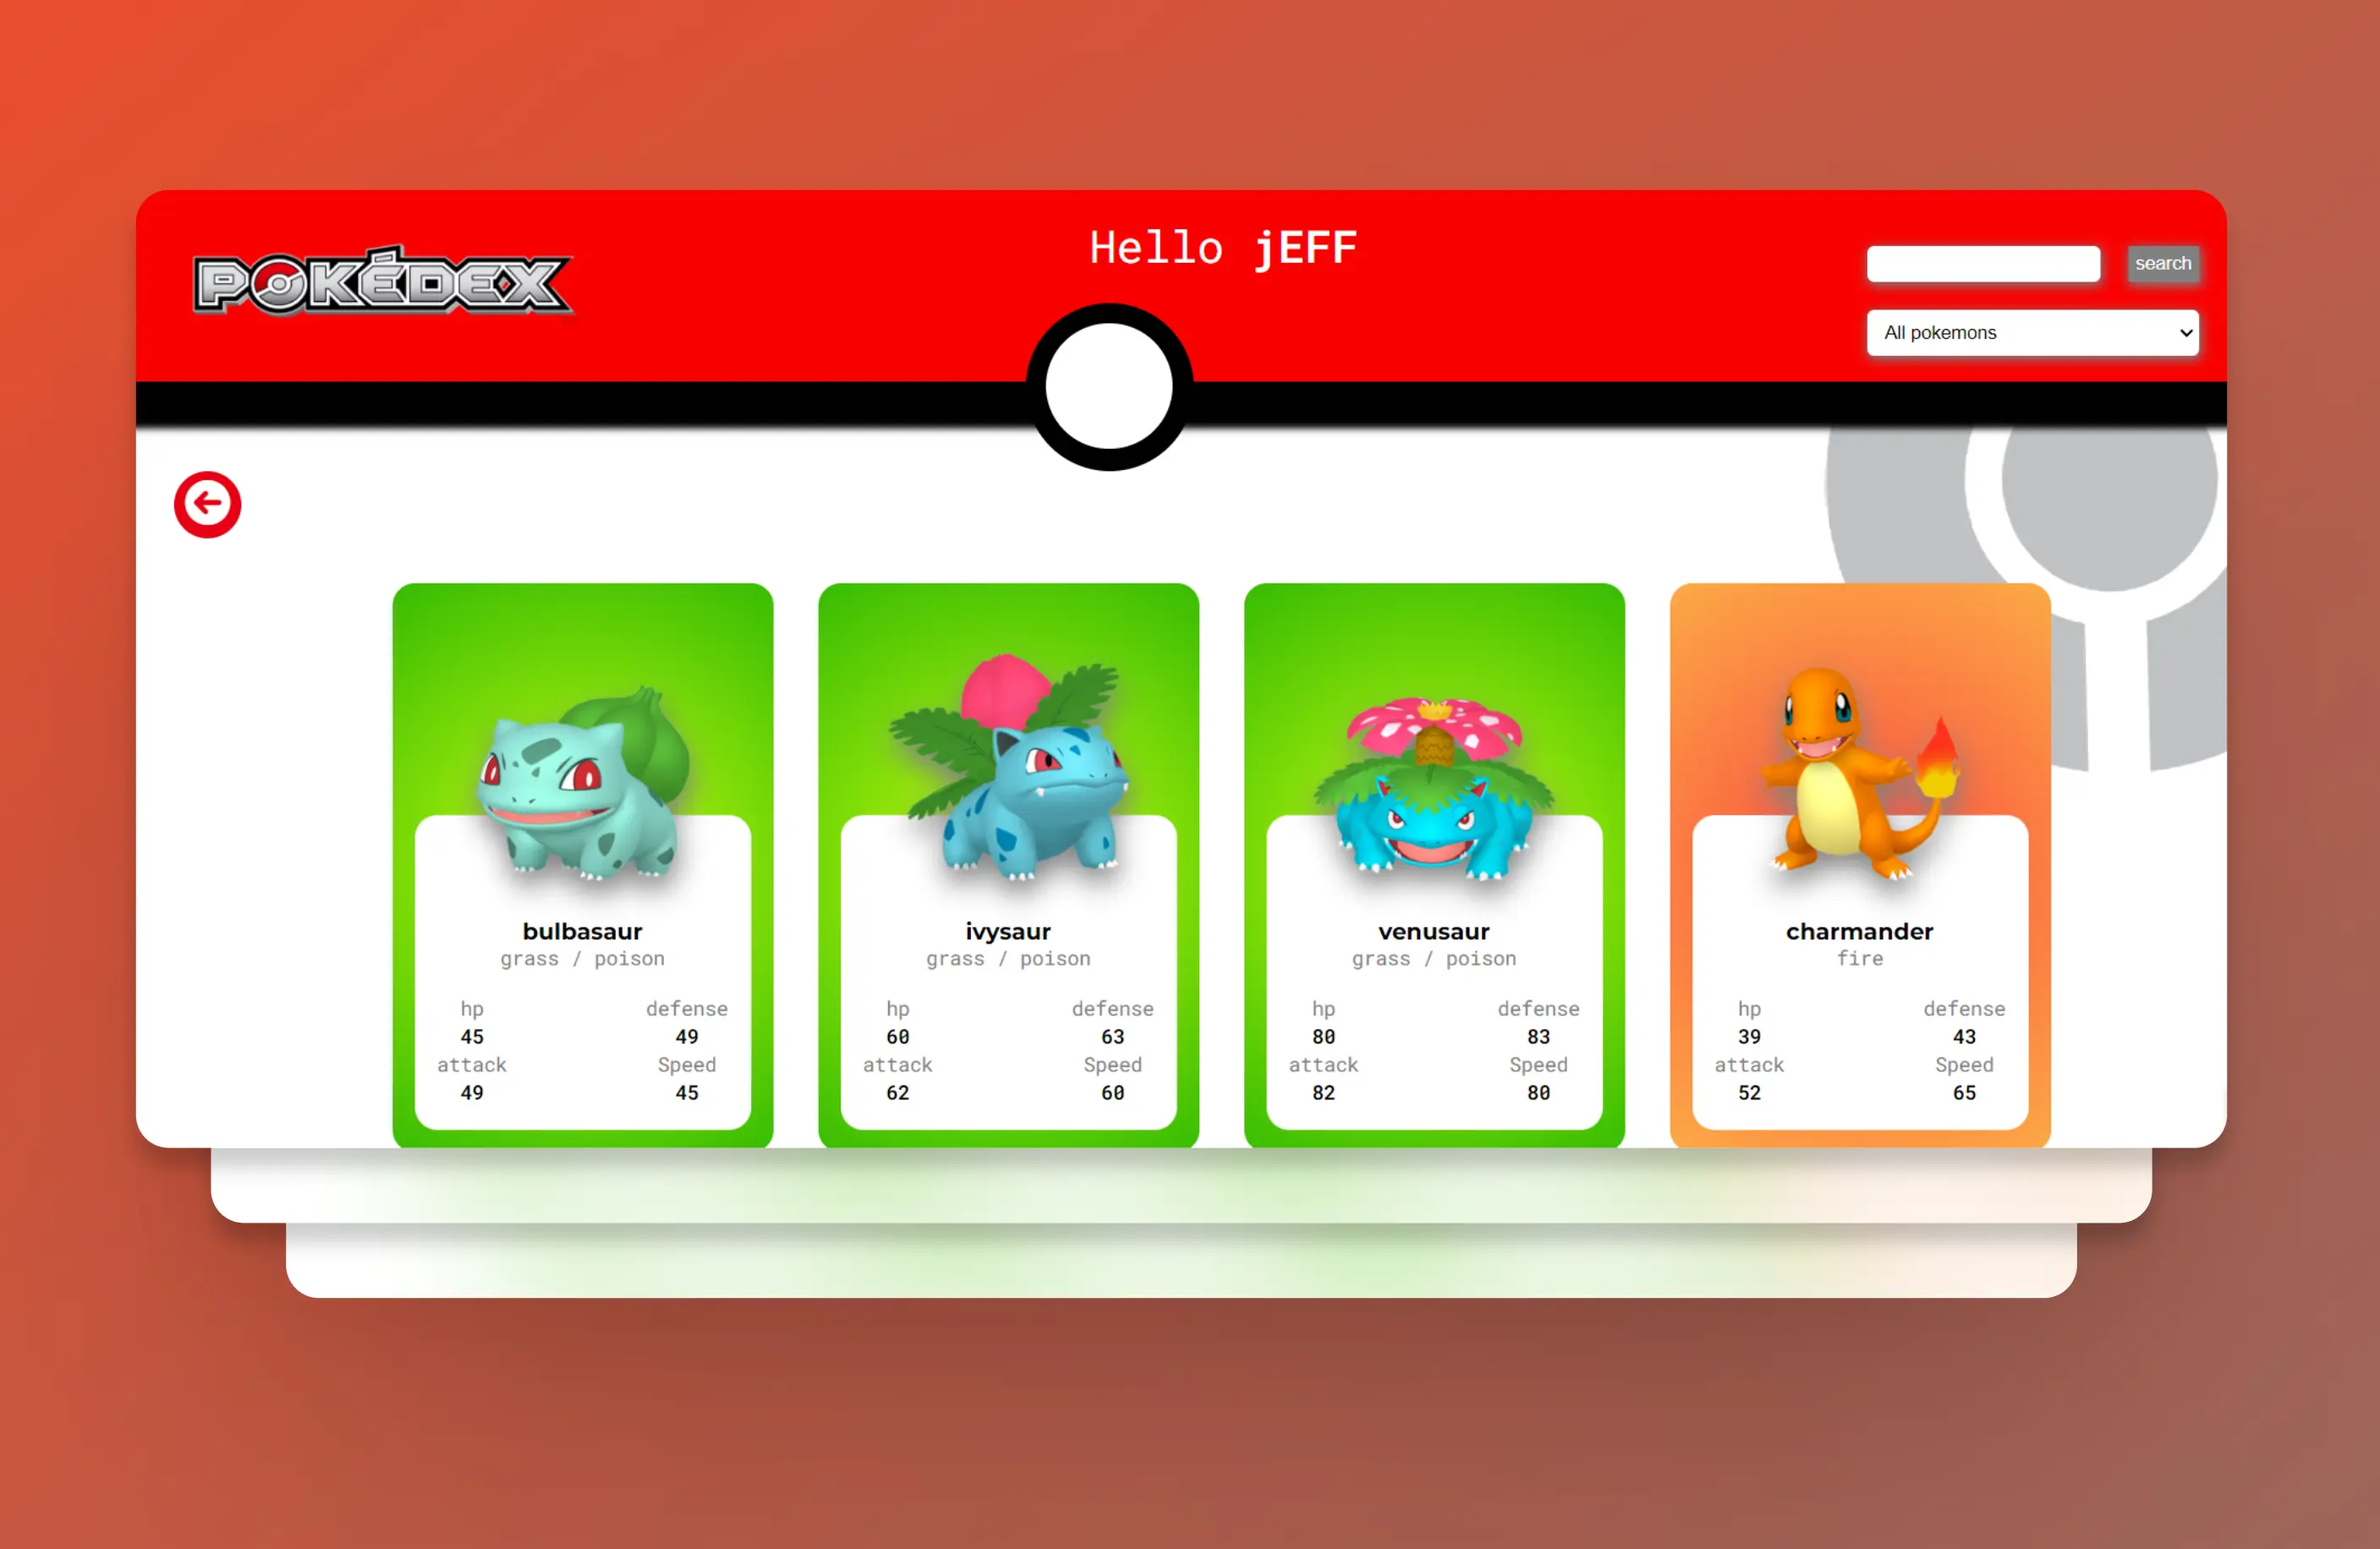 POKÉDEX
Hello jEFF
search
All pokemons
bulbasaur
grass / poison
hp defense
45 49
attack Speed
49 45
ivysaur
grass / poison
hp defense
60 63
attack Speed
62 60
venusaur
grass / poison
hp defense
80 83
attack Speed
82 80
charmander
fire
hp defense
39 43
attack Speed
52 65